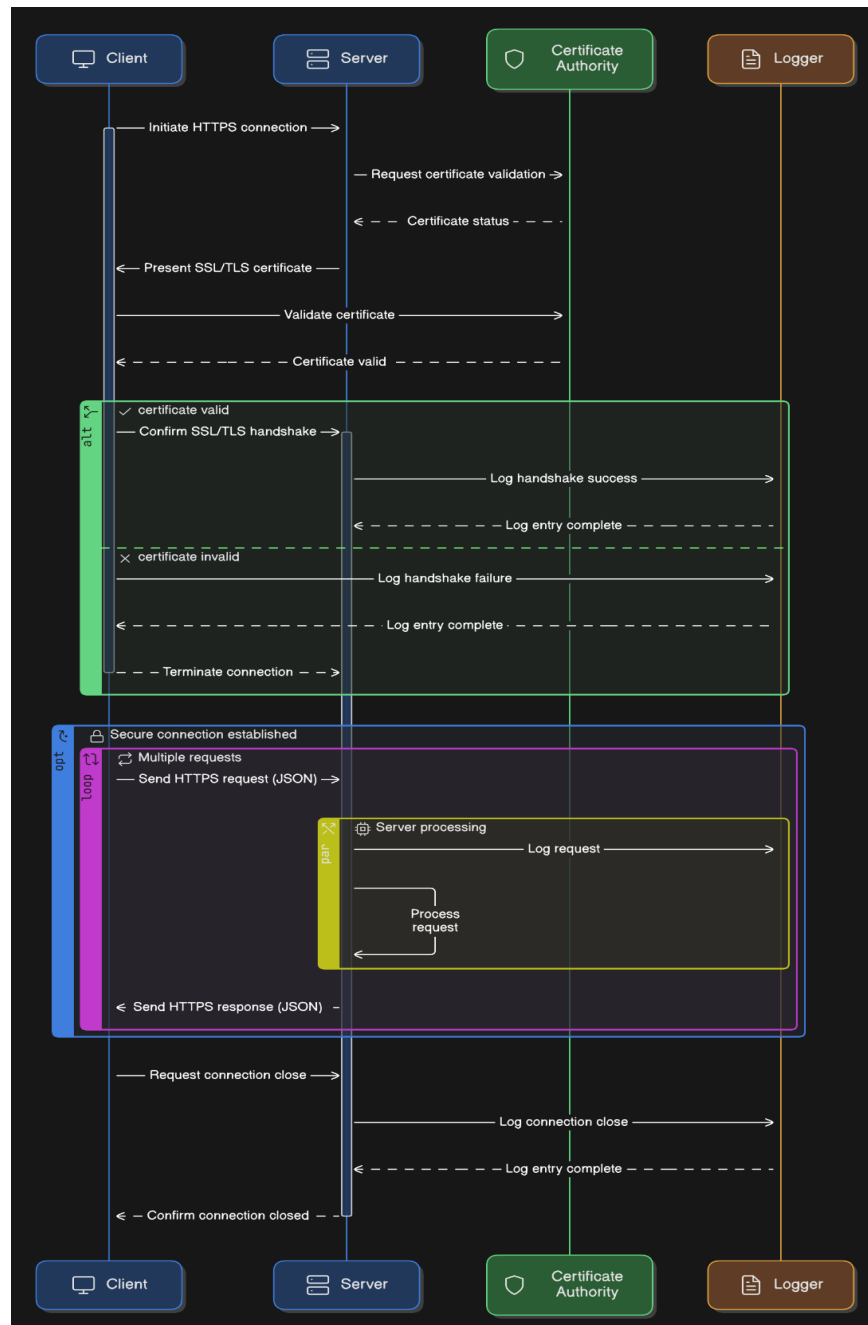 Client
Server
Certificate
Authority
Logger
Initiate HTTPS connection
Request certificate validation
Certificate status
Present SSL/TLS certificate
Validate certificate
Certificate valid
alt
certificate valid
Confirm SSL/TLS handshake
Log handshake success
Log entry complete
certificate invalid
Log handshake failure
Log entry complete
Terminate connection
opt
Secure connection established
loop
Multiple requests
Send HTTPS request (JSON)
par
Server processing
Log request
Process
request
Send HTTPS response (JSON)
Request connection close
Log connection close
Log entry complete
Confirm connection closed
Client
Server
Certificate
Authority
Logger